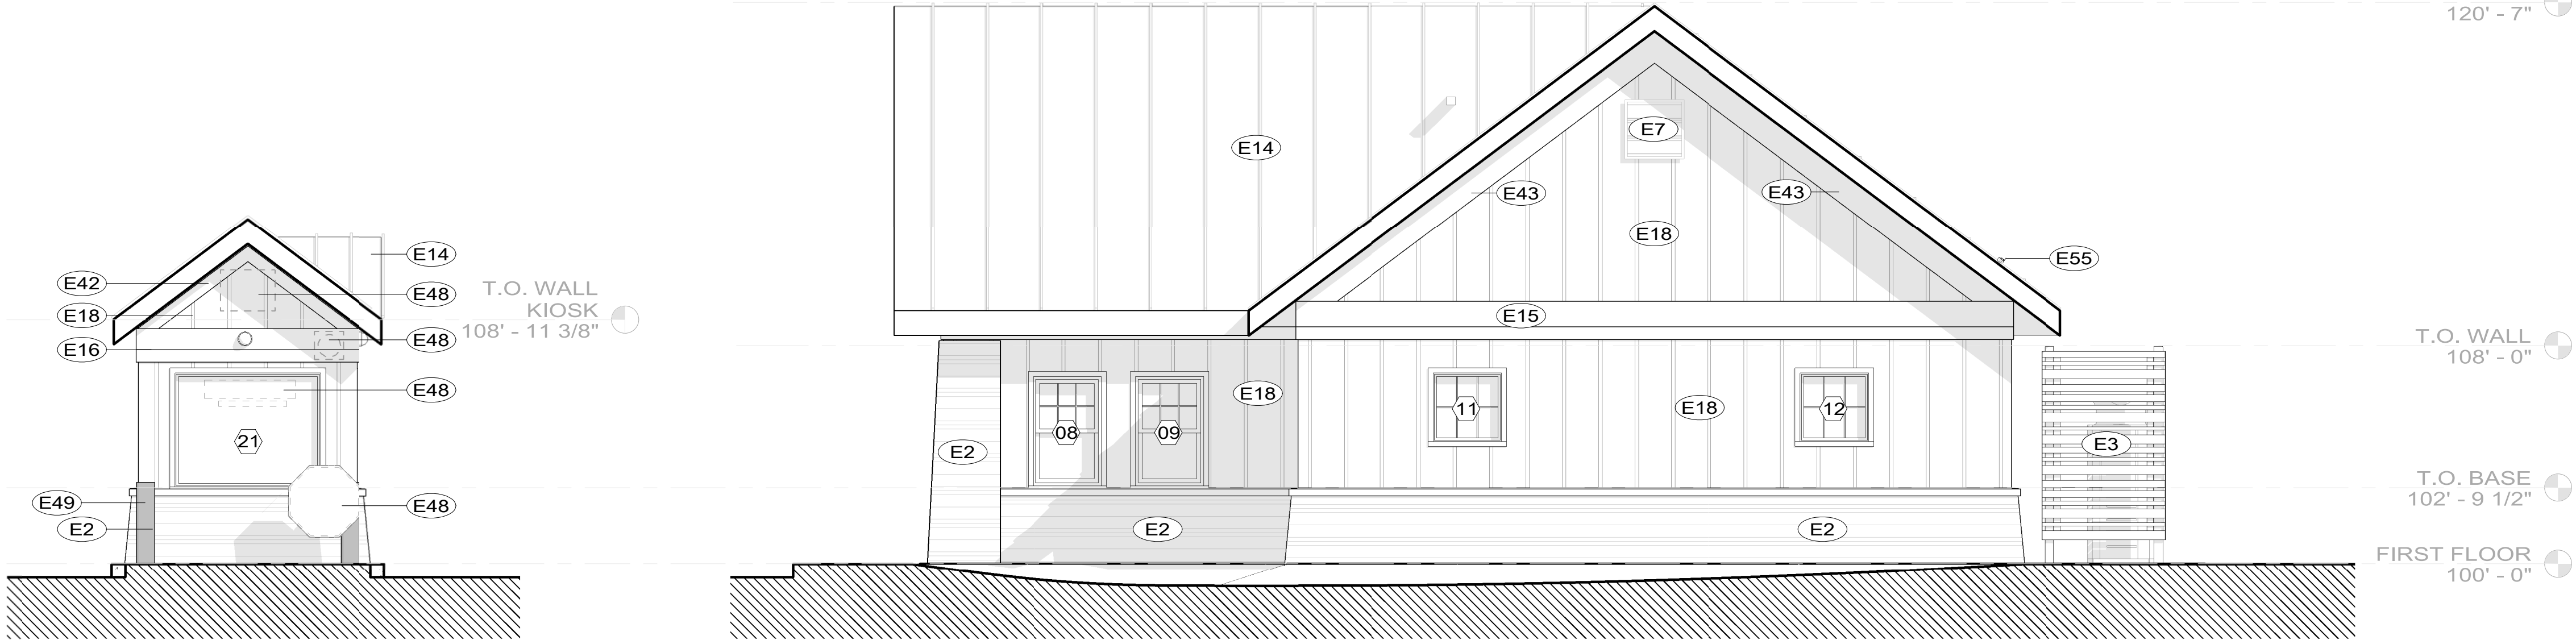 120' - 7"
E7
E14
E43
E43
E18
E14
E55
E42
E48
T.O. WALL
KIOSK
108' - 11 3/8"
E18
E15
E48
E16
T.O. WALL
108' - 0"
E48
E18
11
E18
12
21
08
09
E2
E3
T.O. BASE
102' - 9 1/2"
E49
E48
E2
E2
E2
FIRST FLOOR
100' - 0"